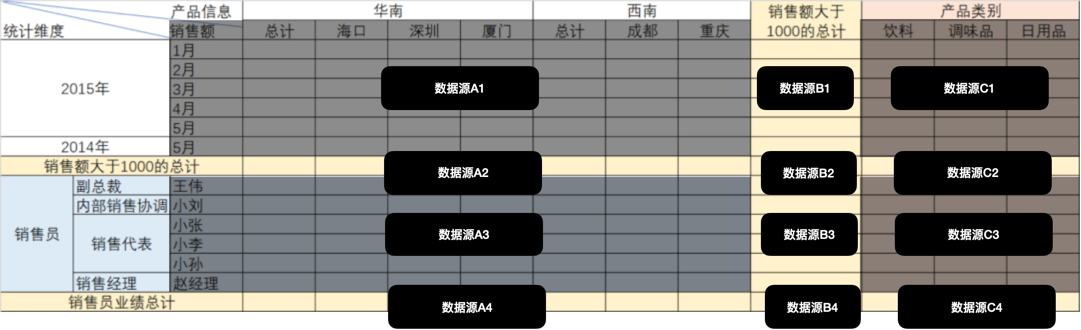 产品信息 华南 西南 销售额大于 产品类别
统计维度 销售额 总计 海口 深圳 厦门 总计 成都 重庆 1000的总计 饮料 调味品 日用品
1月
2月
2015年 3月 数据源A1 数据源B1 数据源C1
4月
5月
2014年 5月
销售额大于1000的总计 数据源A2 数据源B2 数据源C2
副总裁 王伟
内部销售协调 小刘
小张
销售员 销售代表 小李 数据源A3 数据源B3 数据源C3
小孙
销售经理 赵经理
销售员业绩总计 数据源A4 数据源B4 数据源C4